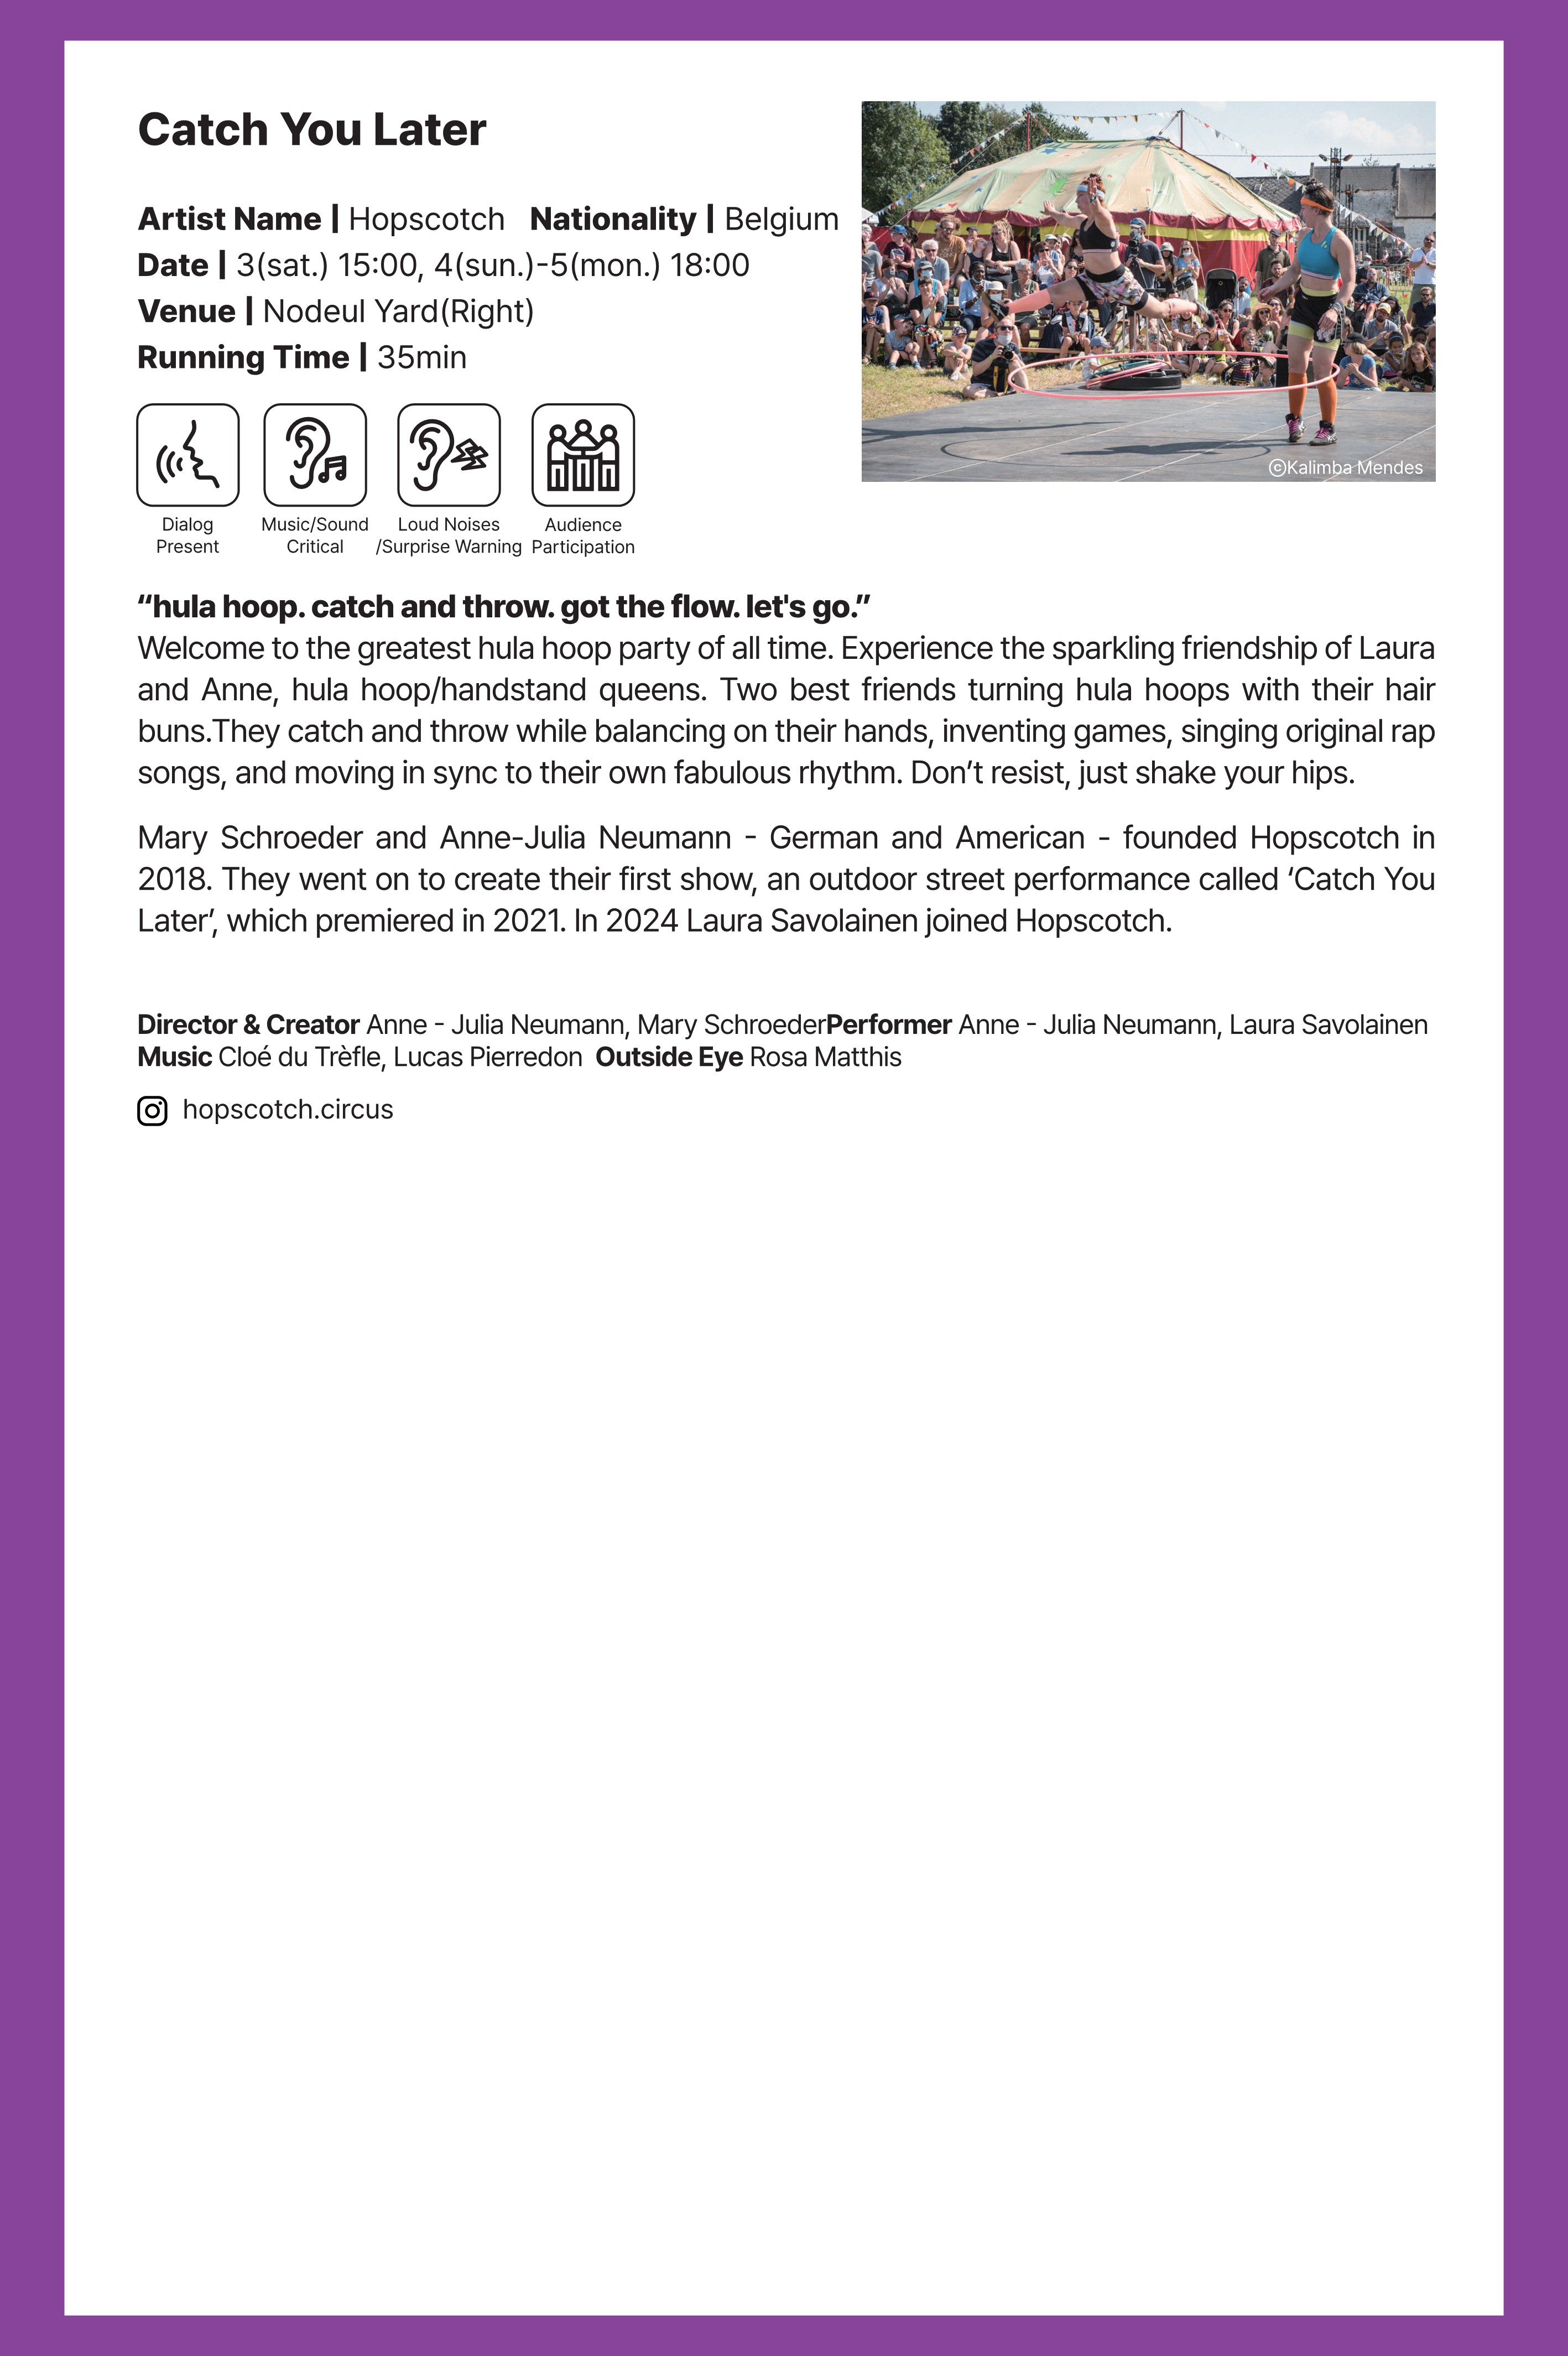 Catch You Later
Artist Name | Hopscotch Nationality | Belgium
Date | 3(sat.) 15:00, 4(sun.)-5(mon.) 18:00
Venue | Nodeul Yard(Right)
Running Time | 35min
ⓒKalimba Mendes
Dialog
Present
Music/Sound
Critical
Loud Noises
/Surprise Warning
Audience
Participation
“hula hoop. catch and throw. got the flow. let's go.”
Welcome to the greatest hula hoop party of all time. Experience the sparkling friendship of Laura
and Anne, hula hoop/handstand queens. Two best friends turning hula hoops with their hair
buns.They catch and throw while balancing on their hands, inventing games, singing original rap
songs, and moving in sync to their own fabulous rhythm. Don’t resist, just shake your hips.
Mary Schroeder and Anne-Julia Neumann - German and American - founded Hopscotch in
2018. They went on to create their first show, an outdoor street performance called ‘Catch You
Later’, which premiered in 2021. In 2024 Laura Savolainen joined Hopscotch.
Director & Creator Anne - Julia Neumann, Mary SchroederPerformer Anne - Julia Neumann, Laura Savolainen
Music Cloé du Trèfle, Lucas Pierredon Outside Eye Rosa Matthis
hopscotch.circus